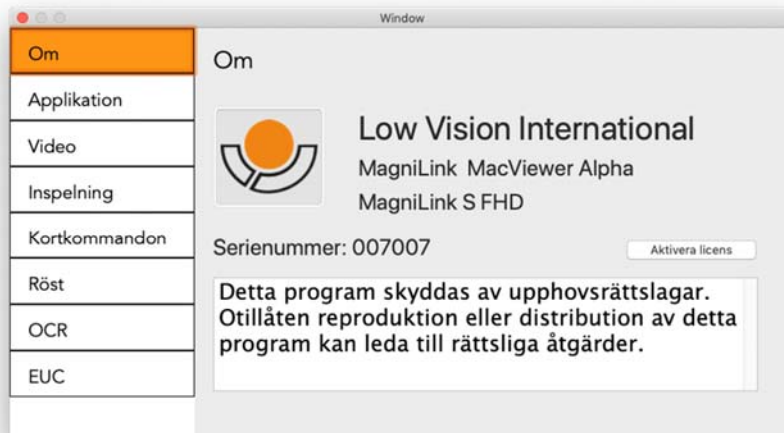 Window
Om
Applikation
Video
Inspelning
Kortkommandon
Röst
OCR
EUC
Om
Low Vision International
MagniLink MacViewer Alpha
MagniLink S FHD
Serienummer: 007007
Aktivera licens
Detta program skyddas av upphovsrättslagar.
Otillåten reproduktion eller distribution av detta
program kan leda till rättsliga åtgärder.